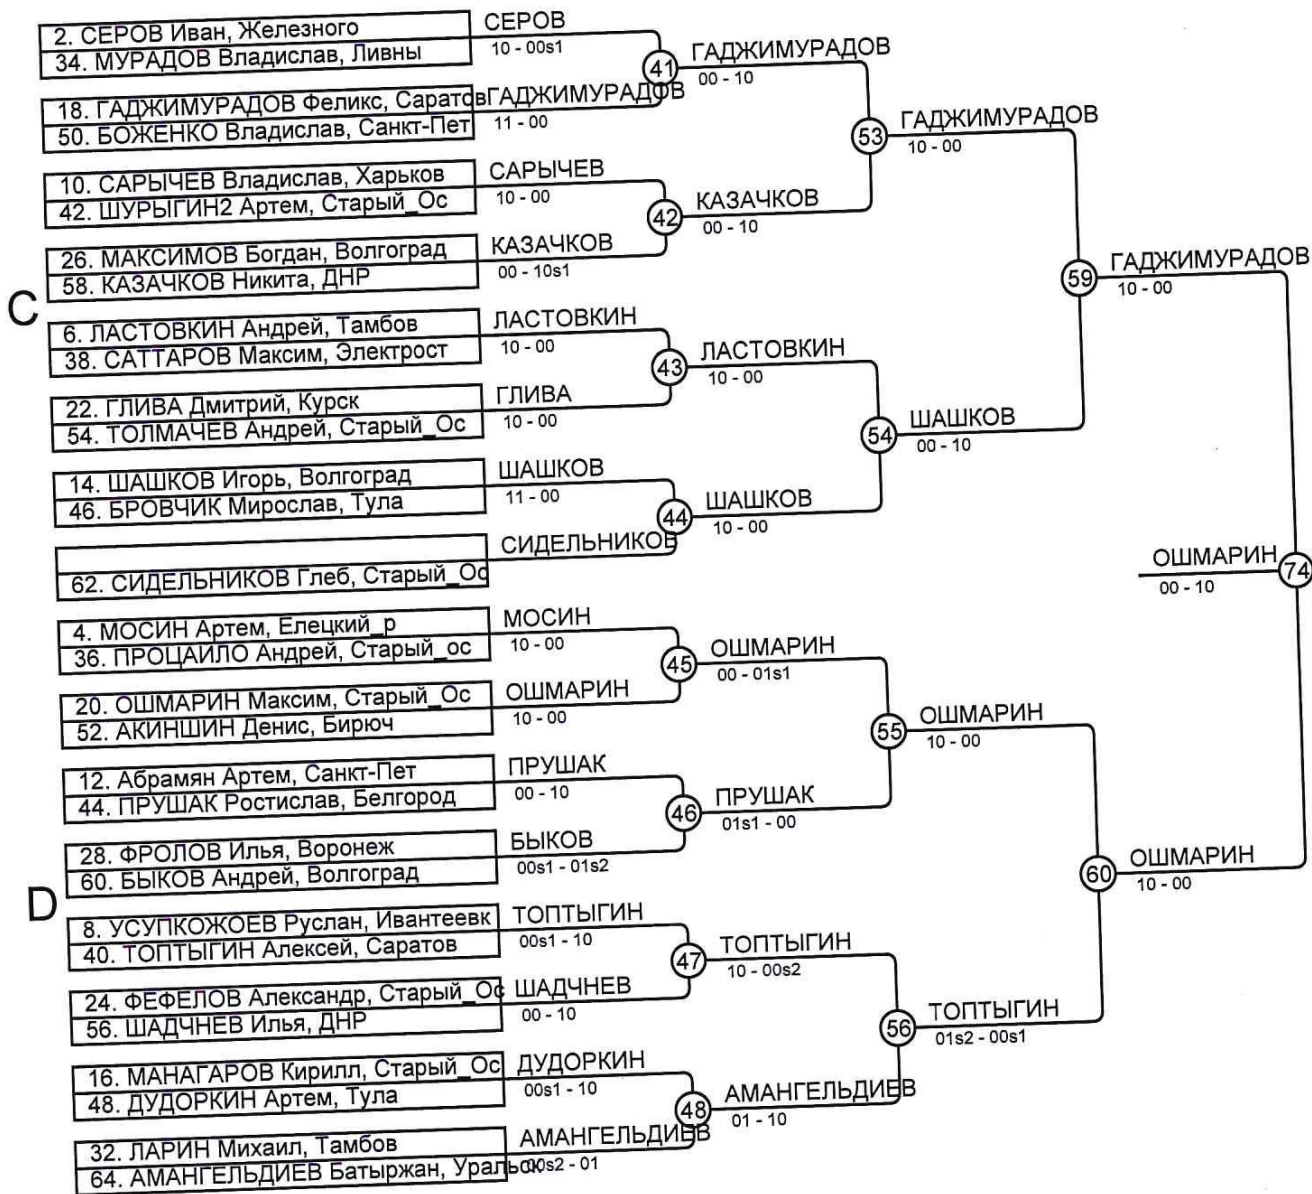 2. СЕРОВ Иван, Железного
34. МУРАДОВ Владислав, Ливны
СЕРОВ
10 - 00s1
18. ГАДЖИМУРАДОВ Феликс, Саратов
50. БОЖЕНКО Владислав, Санкт-Пет
ГАДЖИМУРАДОВ
11 - 00
41
ГАДЖИМУРАДОВ
00 - 10
10. САРЫЧЕВ Владислав, Харьков
42. ШУРЫГИН2 Артем, Старый_Ос
САРЫЧЕВ
10 - 00
26. МАКСИМОВ Богдан, Волгоград
58. КАЗАЧКОВ Никита, ДНР
КАЗАЧКОВ
00 - 10s1
42
КАЗАЧКОВ
00 - 10
53
ГАДЖИМУРАДОВ
10 - 00
C
6. ЛАСТОВКИН Андрей, Тамбов
38. САТТАРОВ Максим, Электрост
ЛАСТОВКИН
10 - 00
22. ГЛИВА Дмитрий, Курск
54. ТОЛМАЧЕВ Андрей, Старый_Ос
ГЛИВА
10 - 00
43
ЛАСТОВКИН
10 - 00
14. ШАШКОВ Игорь, Волгоград
46. БРОВЧИК Мирослав, Тула
ШАШКОВ
11 - 00
62. СИДЕЛЬНИКОВ Глеб, Старый_Ос
СИДЕЛЬНИКОВ
44
ШАШКОВ
10 - 00
54
ШАШКОВ
00 - 10
59
ГАДЖИМУРАДОВ
10 - 00
4. МОСИН Артем, Елецкий_р
36. ПРОЦАЙЛО Андрей, Старый_ос
МОСИН
10 - 00
20. ОШМАРИН Максим, Старый_Ос
52. АКИНШИН Денис, Бирюч
ОШМАРИН
10 - 00
45
ОШМАРИН
00 - 01s1
12. Абрамян Артем, Санкт-Пет
44. ПРУШАК Ростислав, Белгород
ПРУШАК
00 - 10
28. ФРОЛОВ Илья, Воронеж
60. БЫКОВ Андрей, Волгоград
БЫКОВ
00s1 - 01s2
46
ПРУШАК
01s1 - 00
55
ОШМАРИН
10 - 00
D
8. УСУПКОЖОЕВ Руслан, Ивантеевк
40. ТОПТЫГИН Алексей, Саратов
ТОПТЫГИН
00s1 - 10
24. ФЕФЕЛОВ Александр, Старый_Ос
56. ШАДЧНЕВ Илья, ДНР
ШАДЧНЕВ
00 - 10
47
ТОПТЫГИН
10 - 00s2
16. МАНАГАРОВ Кирилл, Старый_Ос
48. ДУДОРКИН Артем, Тула
ДУДОРКИН
00s1 - 10
32. ЛАРИН Михаил, Тамбов
64. АМАНГЕЛЬДИЕВ Батыржан, Уральск
АМАНГЕЛЬДИЕВ
00s2 - 01
48
АМАНГЕЛЬДИЕВ
01 - 10
56
ТОПТЫГИН
01s2 - 00s1
60
ОШМАРИН
10 - 00
74
ОШМАРИН
00 - 10